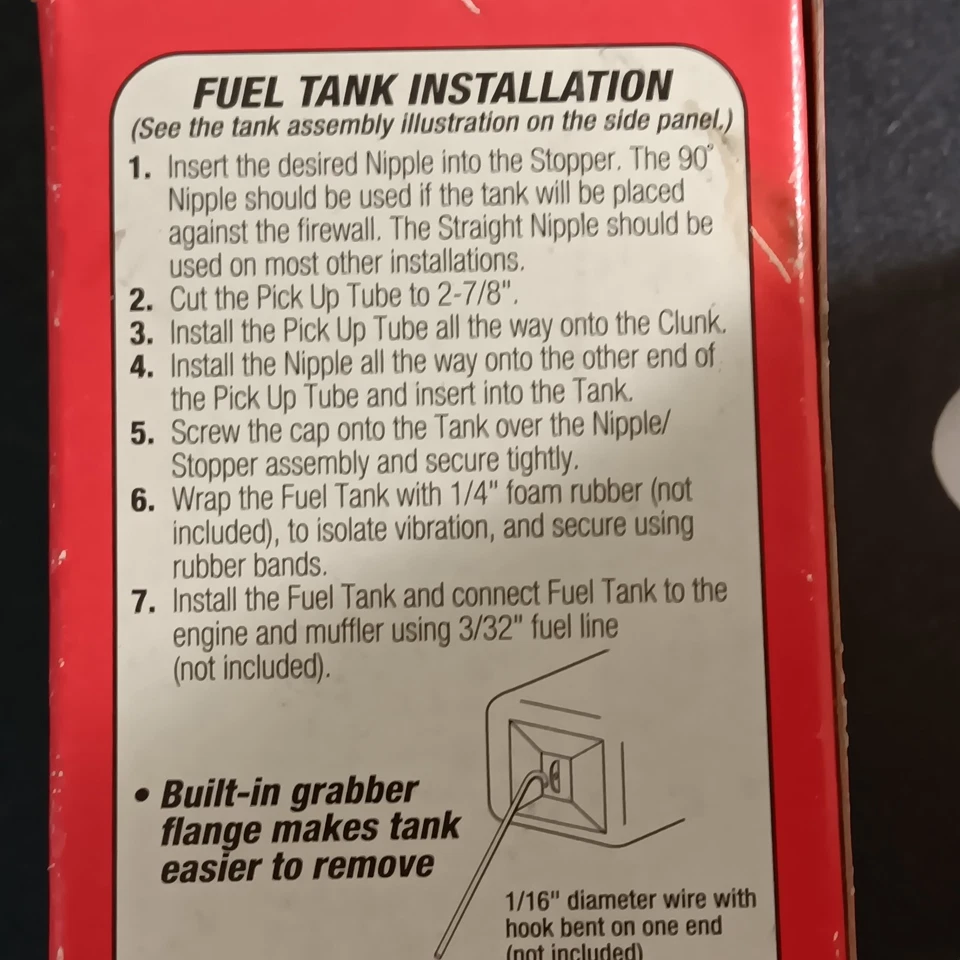 FUEL TANK INSTALLATION
(See the tank assembly illustration on the side panel.)
1. Insert the desired Nipple into the Stopper. The 90°
Nipple should be used if the tank will be placed
against the firewall. The Straight Nipple should be
used on most other installations.
2. Cut the Pick Up Tube to 2-7/8".
3. Install the Pick Up Tube all the way onto the Clunk.
4. Install the Nipple all the way onto the other end of
the Pick Up Tube and insert into the Tank.
5. Screw the cap onto the Tank over the Nipple/
Stopper assembly and secure tightly.
6. Wrap the Fuel Tank with 1/4" foam rubber (not
included), to isolate vibration, and secure using
rubber bands.
7. Install the Fuel Tank and connect Fuel Tank to the
engine and muffler using 3/32" fuel line
(not included).
• Built-in grabber
flange makes tank
easier to remove
1/16" diameter wire with
hook bent on one end
(not included)